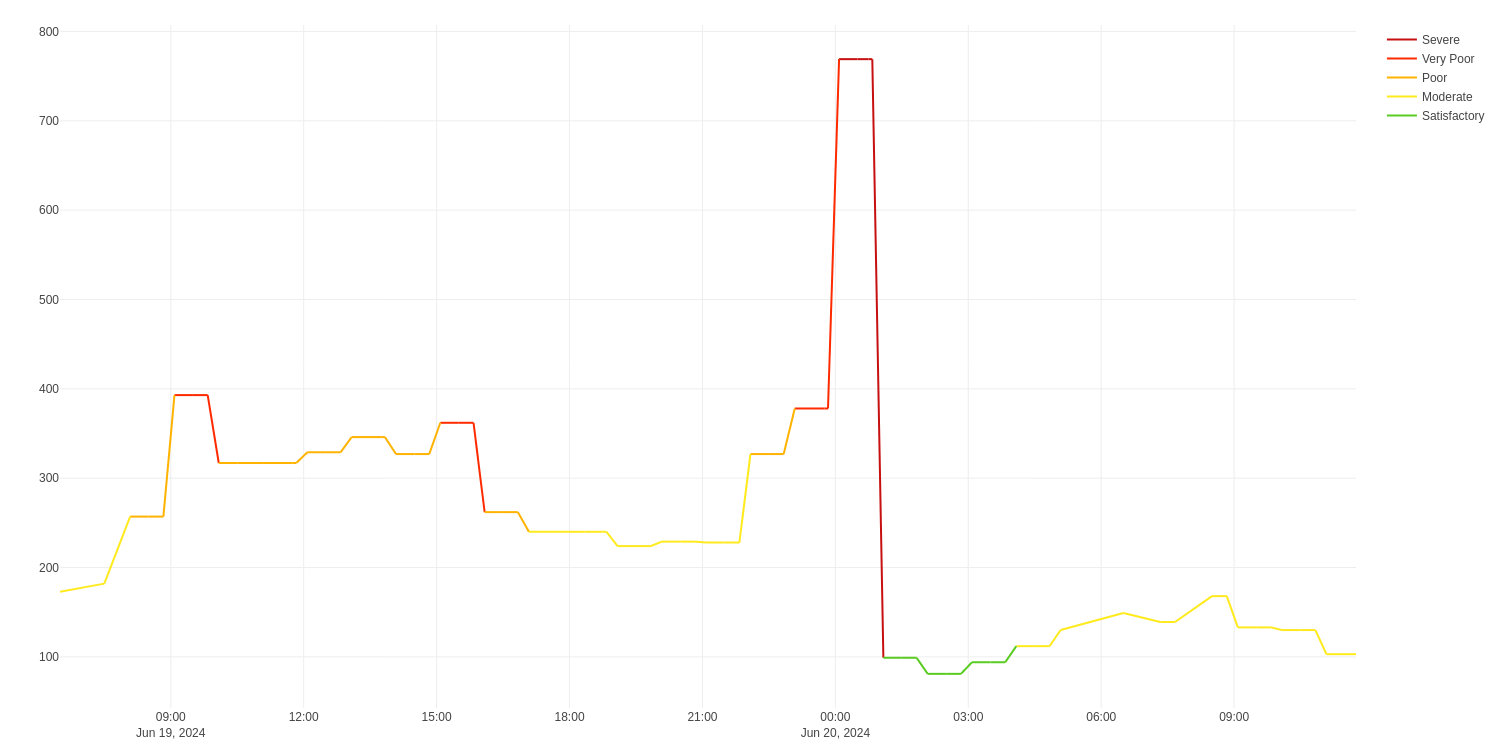 800
700
600
500
400
300
200
100
09:00
Jun 19, 2024
12:00
15:00
18:00
21:00
00:00
Jun 20, 2024
03:00
06:00
09:00
Severe
Very Poor
Poor
Moderate
Satisfactory